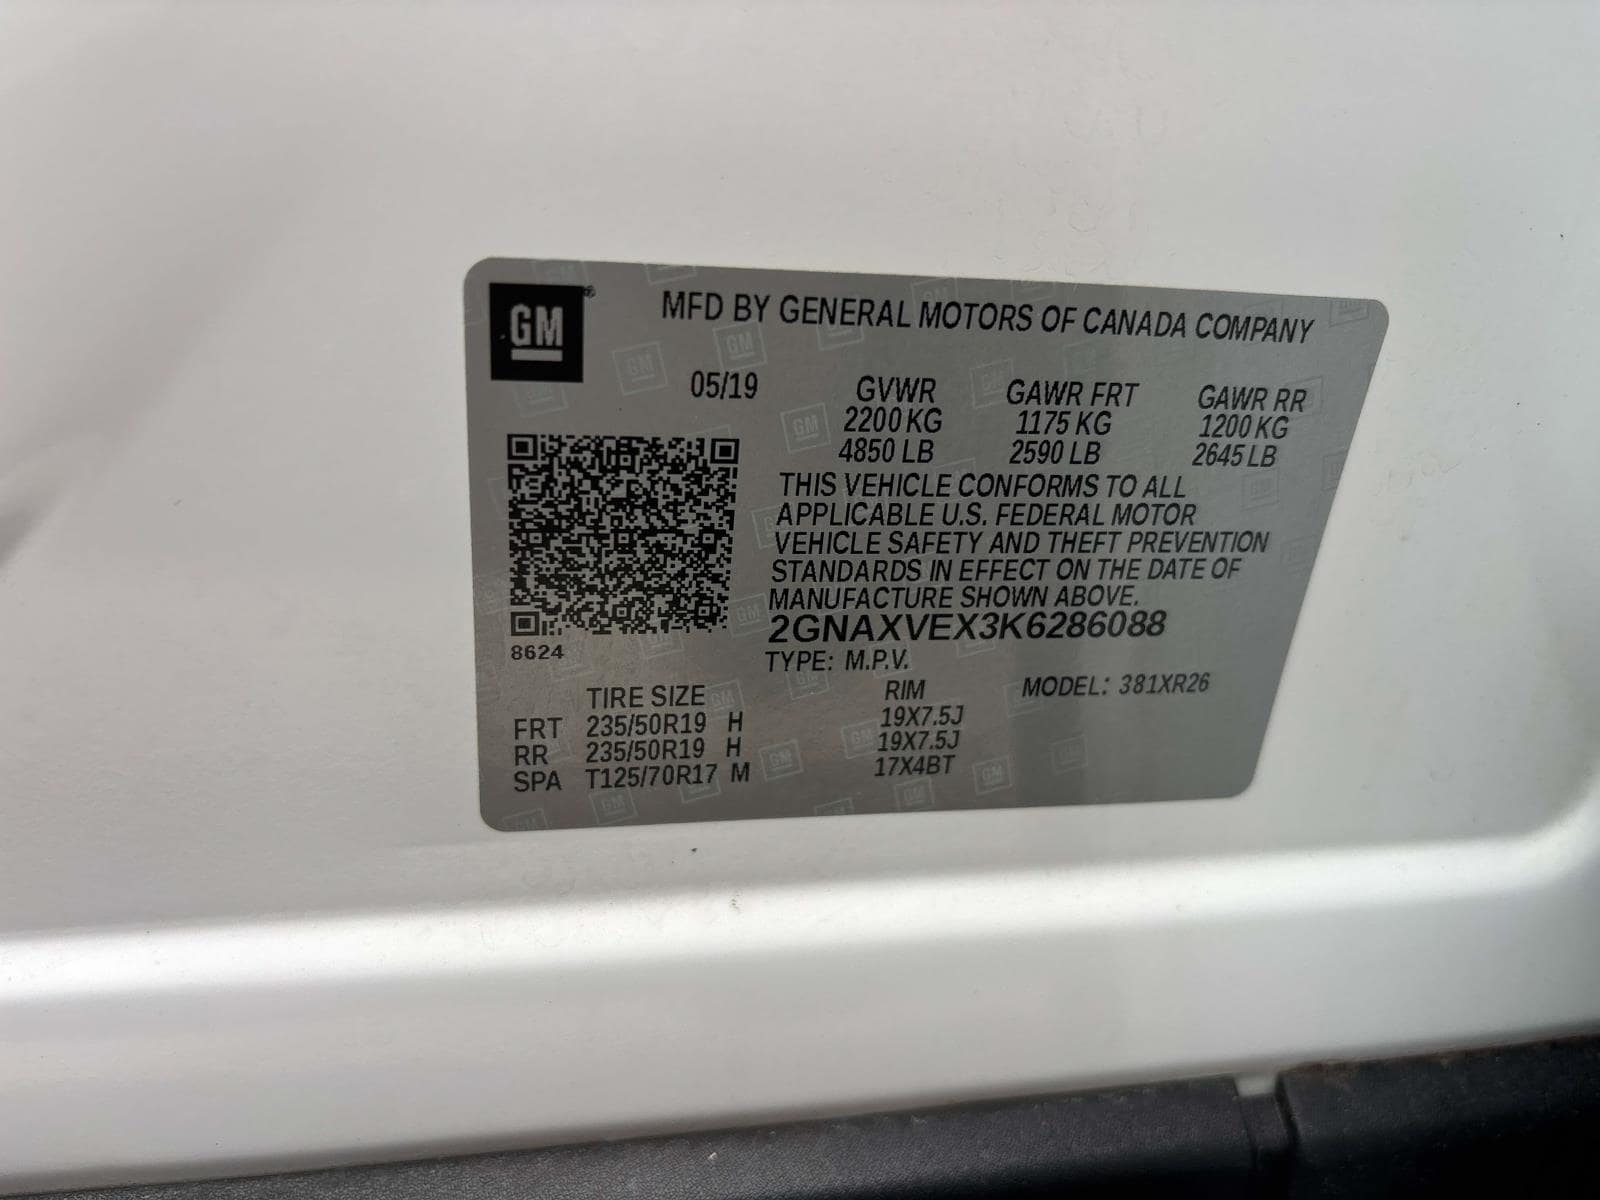 GM
MFD BY GENERAL MOTORS OF CANADA COMPANY
05/19 GVWR GAWR FRT GAWR RR
2200 KG 1175 KG 1200 KG
4850 LB 2590 LB 2645 LB
THIS VEHICLE CONFORMS TO ALL
APPLICABLE U.S. FEDERAL MOTOR
VEHICLE SAFETY AND THEFT PREVENTION
STANDARDS IN EFFECT ON THE DATE OF
MANUFACTURE SHOWN ABOVE.
2GNAXVEX3K6286088
8624
TYPE: M.P.V.
TIRE SIZE RIM MODEL: 381XR26
FRT 235/50R19 H 19X7.5J
RR 235/50R19 H 19X7.5J
SPA T125/70R17 M 17X4BT